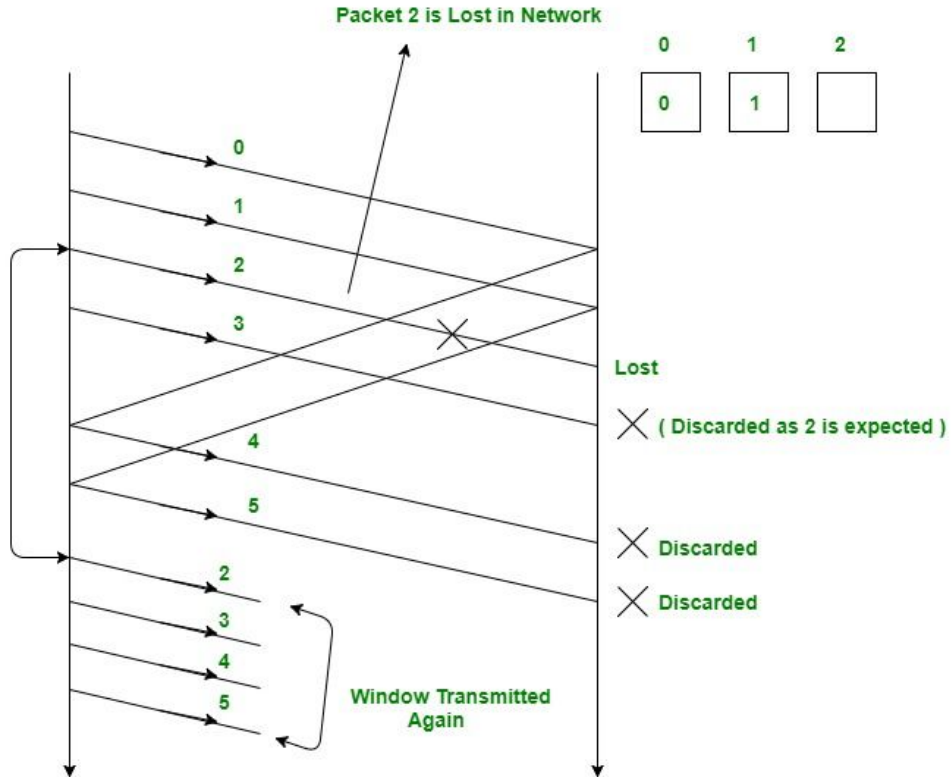 Packet 2 is Lost in Network
0 1 2
0 1
0
1
2
3
Lost
( Discarded as 2 is expected )
4
5
Discarded
Discarded
2
3
4
5
Window Transmitted
Again